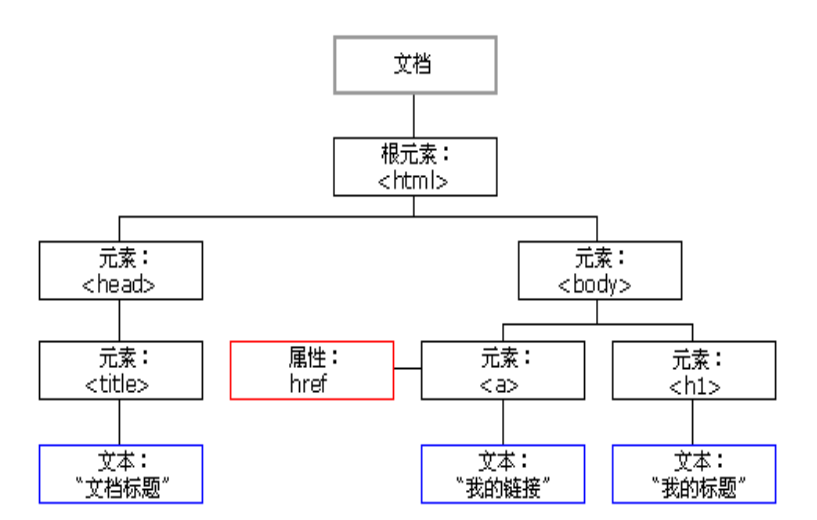 文档
根元素：
<html>
元素：
<head>
元素：
<body>
元素：
<title>
属性：
href
元素：
<a>
元素：
<h1>
文本：
“文档标题”
文本：
“我的链接”
文本：
“我的标题”